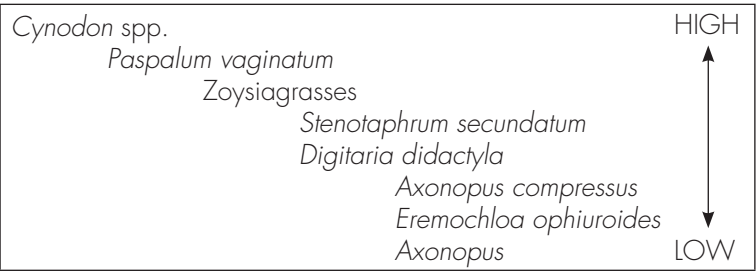 Cynodon spp. HIGH
Paspalum vaginatum
Zoysiagrasses
Stenotaphrum secundatum
Digitaria didactyla
Axonopus compressus
Eremochloa ophiuroides
Axonopus LOW